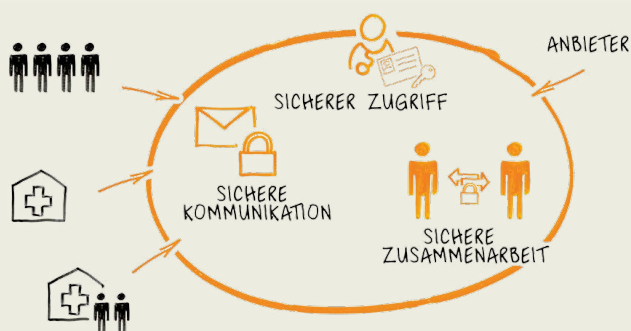 ANBIETER
SICHERER ZUGRIFF
SICHERE
KOMMUNIKATION
SICHERE
ZUSAMMENARBEIT